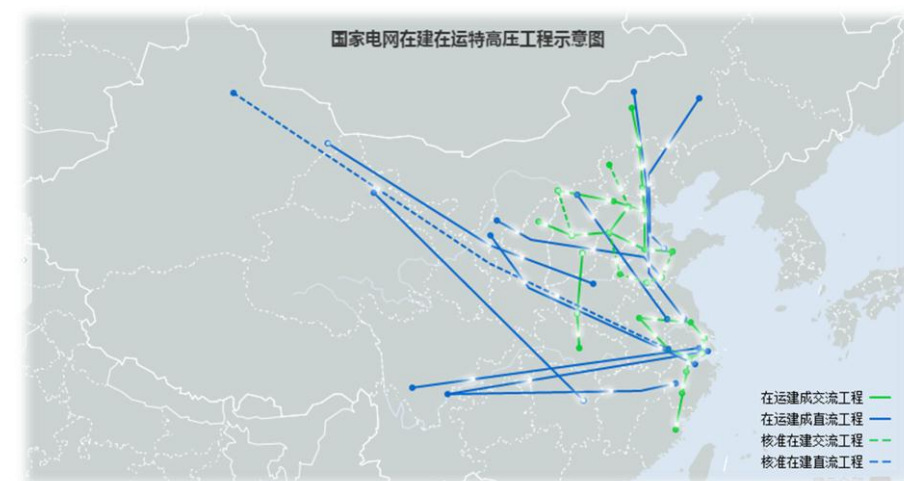 国家电网在建在运特高压工程示意图
在运建成交流工程
在运建成直流工程
核准在建交流工程
核准在建直流工程